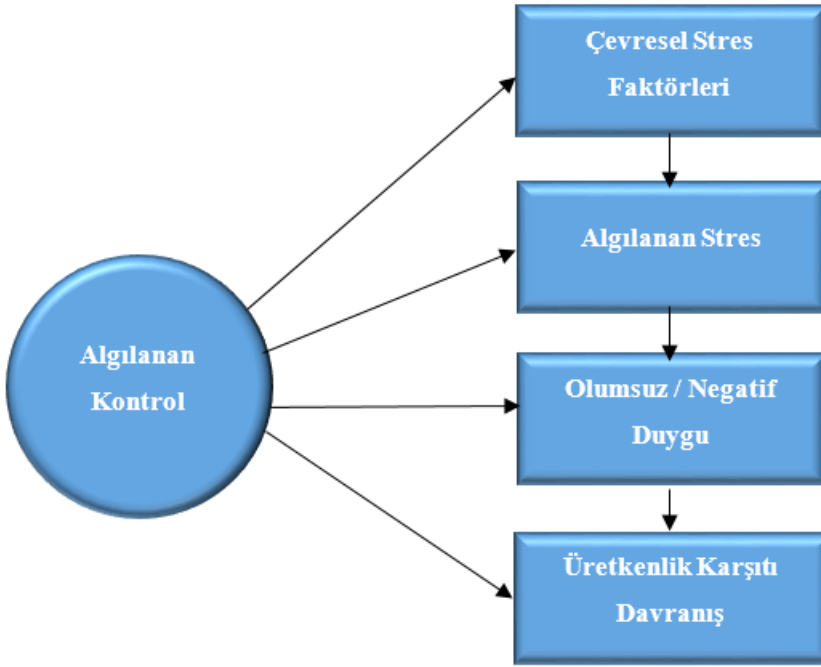 Çevresel Stres
Faktörleri
Algılanan Stres
Algılanan
Kontrol
Olumsuz / Negatif
Duygu
Üretkenlik Karşıtı
Davranış